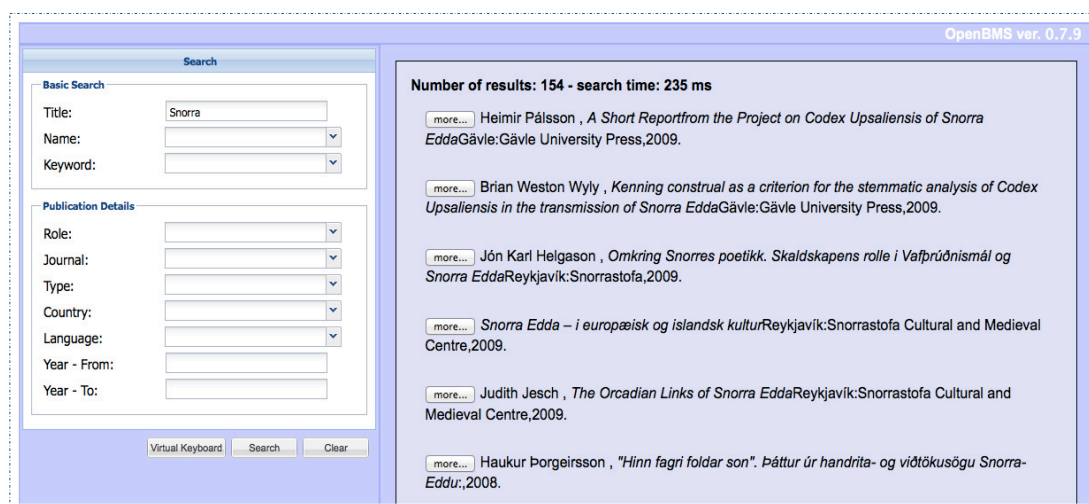 OpenBMS ver. 0.7.9
Search
Basic Search
Title: Snorra
Name:
Keyword:
Publication Details
Role:
Journal:
Type:
Country:
Language:
Year - From:
Year - To:
Virtual Keyboard Search Clear
Number of results: 154 - search time: 235 ms
more... Heimir Pálsson , A Short Reportfrom the Project on Codex Upsaliensis of Snorra
EddaGävle:Gävle University Press,2009.
more... Brian Weston Wyly , Kenning construal as a criterion for the stemmatic analysis of Codex
Upsaliensis in the transmission of Snorra EddaGävle:Gävle University Press,2009.
more... Jón Karl Helgason , Omkring Snorres poetikk. Skaldskapens rolle i Vafþrúðnismál og
Snorra EddaReykjavík:Snorrastofa,2009.
more... Snorra Edda – i europæisk og islandsk kulturReykjavík:Snorrastofa Cultural and Medieval
Centre,2009.
more... Judith Jesch , The Orcadian Links of Snorra EddaReykjavík:Snorrastofa Cultural and
Medieval Centre,2009.
more... Haukur Þorgeirsson , "Hinn fagri foldar son". Þáttur úr handrita- og viðtökusögu Snorra-
Eddu:,2008.